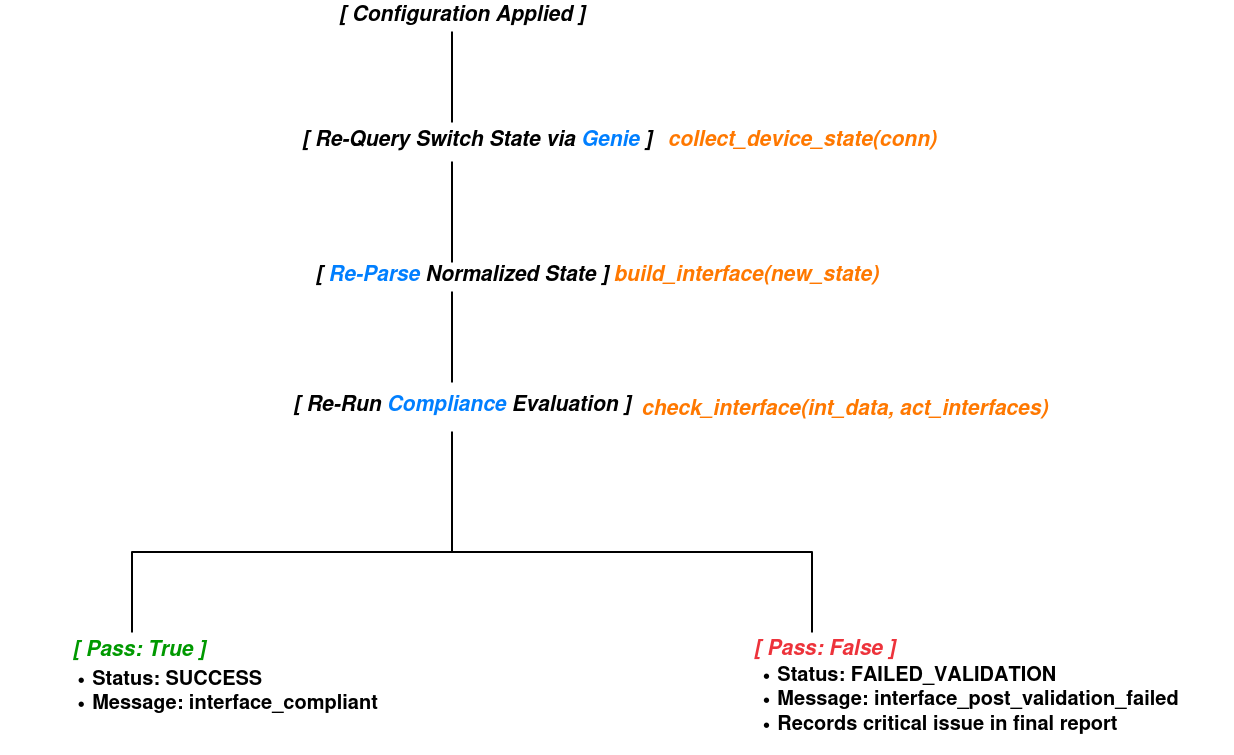 [ Configuration Applied ]
[ Re-Query Switch State via Genie ] collect_device_state(conn)
[ Re-Parse Normalized State ] build_interface(new_state)
[ Re-Run Compliance Evaluation ] check_interface(int_data, act_interfaces)
[ Pass: True ]
• Status: SUCCESS
• Message: interface_compliant
[ Pass: False ]
• Status: FAILED_VALIDATION
• Message: interface_post_validation_failed
• Records critical issue in final report